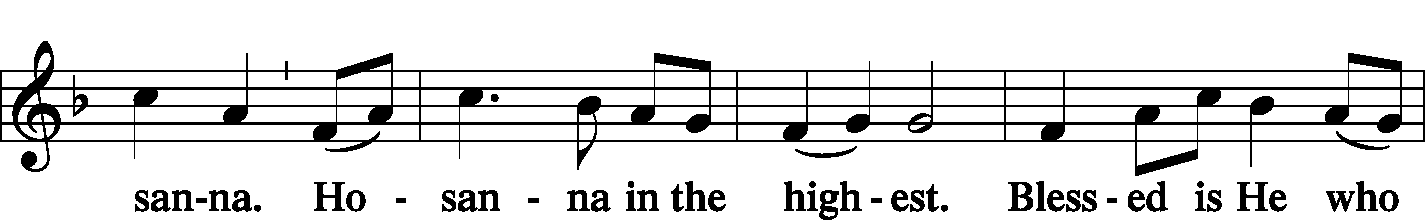 san-na. Ho - san - na in the high - est. Bless - ed is He who